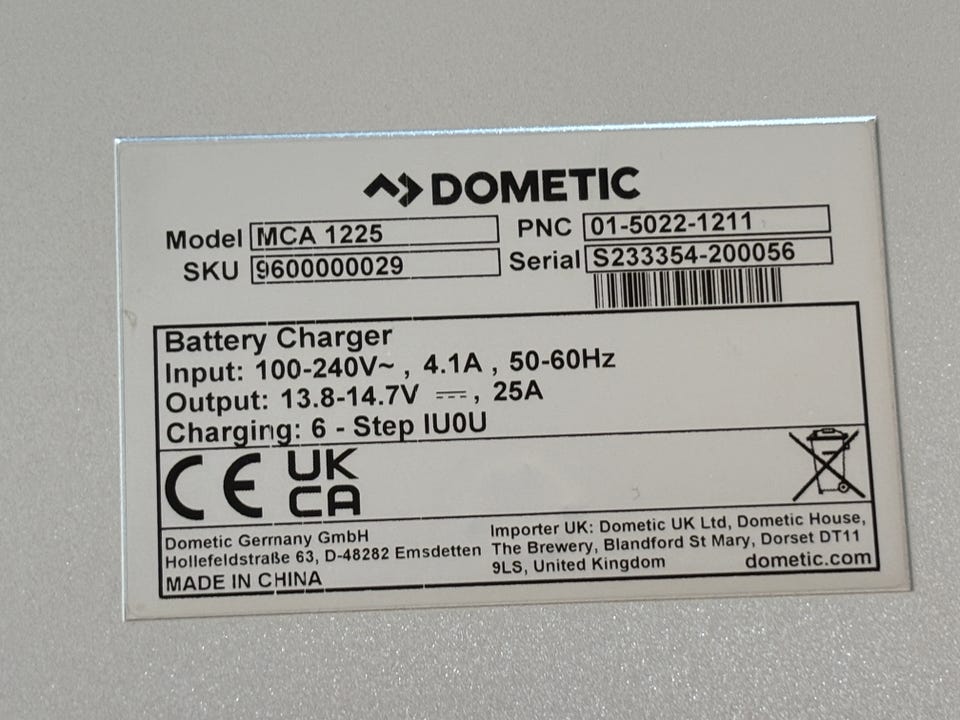 DOMETIC
Model MCA 1225 PNC 01-5022-1211
SKU 9600000029 Serial S233354-200056
Battery Charger
Input: 100-240V~ , 4.1A , 50-60Hz
Output: 13.8-14.7V ⎓, 25A
Charging: 6 - Step IU0U
CE UK
CA
Dometic Germany GmbH
Hollefeldstraße 63, D-48282 Emsdetten
MADE IN CHINA
Importer UK: Dometic UK Ltd, Dometic House,
The Brewery, Blandford St Mary, Dorset DT11
9LS, United Kingdom
dometic.com